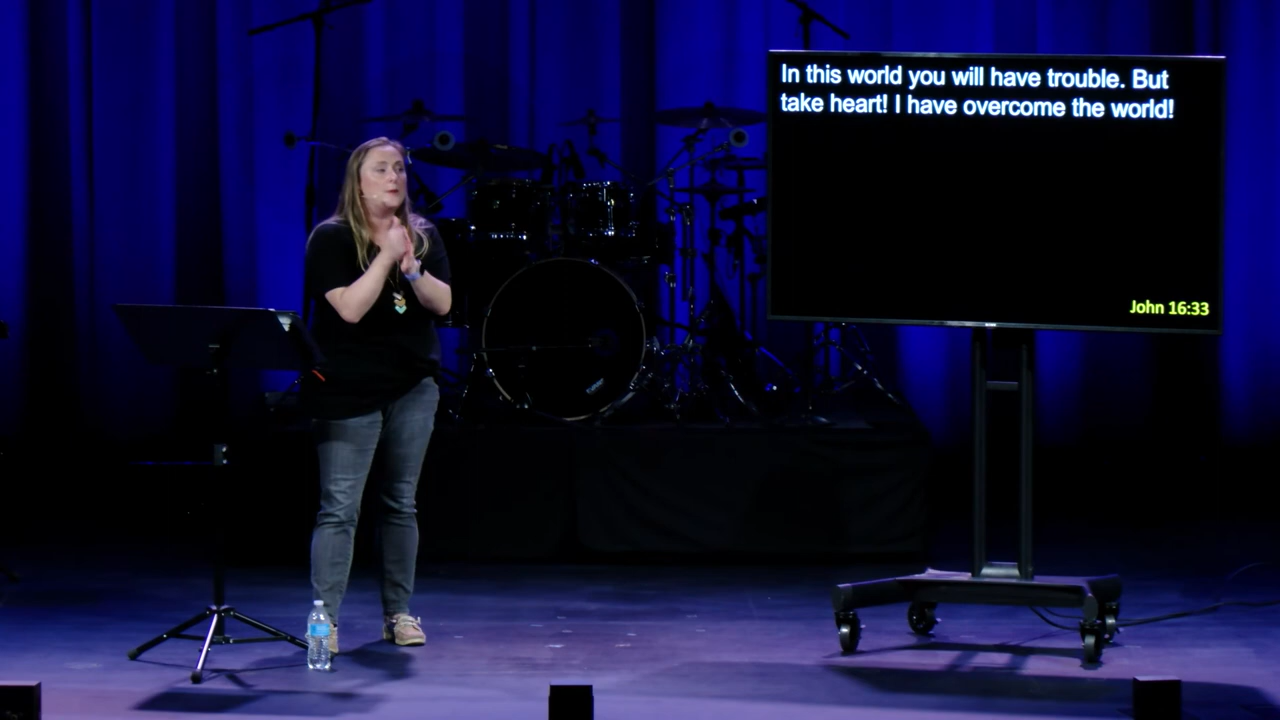 In this world you will have trouble. But
take heart! I have overcome the world!
John 16:33